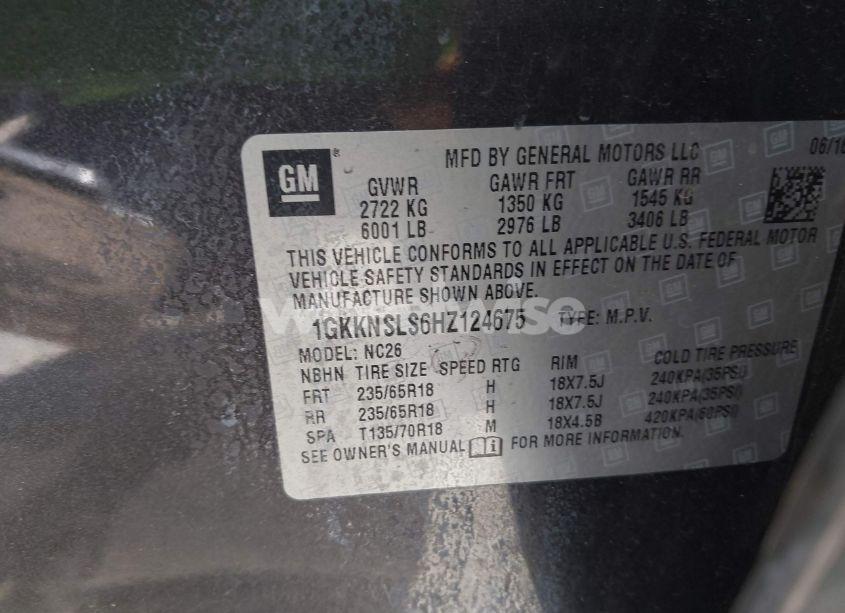 GM
MFD BY GENERAL MOTORS LLC 06/16
GVWR GAWR FRT GAWR RR
2722 KG 1350 KG 1545 KG
6001 LB 2976 LB 3406 LB
THIS VEHICLE CONFORMS TO ALL APPLICABLE U.S. FEDERAL MOTOR
VEHICLE SAFETY STANDARDS IN EFFECT ON THE DATE OF
MANUFACTURE SHOWN ABOVE.
1GKKNSLS6HZ124675 TYPE: M.P.V.
MODEL: NC26
NBHN TIRE SIZE SPEED RTG RIM COLD TIRE PRESSURE
FRT 235/65R18 H 18X7.5J 240KPA(35PSI)
RR 235/65R18 H 18X7.5J 240KPA(35PSI)
SPA T135/70R18 M 18X4.5B 420KPA(60PSI)
SEE OWNER'S MANUAL FOR MORE INFORMATION.